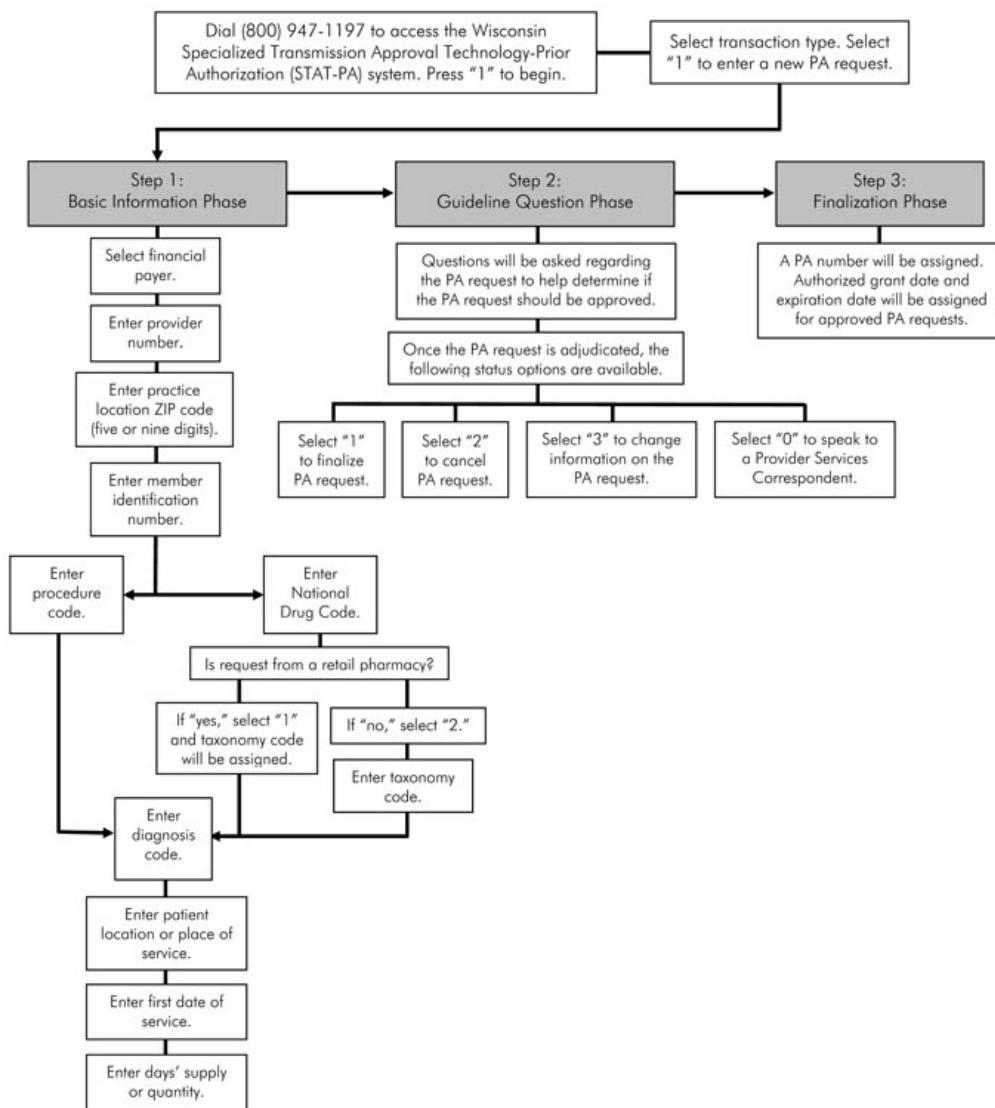 Dial (800) 947-1197 to access the Wisconsin
Specialized Transmission Approval Technology-Prior
Authorization (STAT-PA) system. Press “1” to begin.
Select transaction type. Select
“1” to enter a new PA request.
Step 1:
Basic Information Phase
Select financial
payer.
Enter provider
number.
Enter practice
location ZIP code
(five or nine digits).
Enter member
identification
number.
Enter
procedure
code.
Enter
National
Drug Code.
Is request from a retail pharmacy?
If “yes,” select “1”
and taxonomy code
will be assigned.
If “no,” select “2.”
Enter taxonomy
code.
Enter
diagnosis
code.
Enter patient
location or place of
service.
Enter first date of
service.
Enter days’ supply
or quantity.
Step 2:
Guideline Question Phase
Questions will be asked regarding
the PA request to help determine if
the PA request should be approved.
Once the PA request is adjudicated, the
following status options are available.
Select “1”
to finalize
PA request.
Select “2”
to cancel
PA request.
Select “3” to change
information on the
PA request.
Select “0” to speak to
a Provider Services
Correspondent.
Step 3:
Finalization Phase
A PA number will be assigned.
Authorized grant date and
expiration date will be assigned
for approved PA requests.